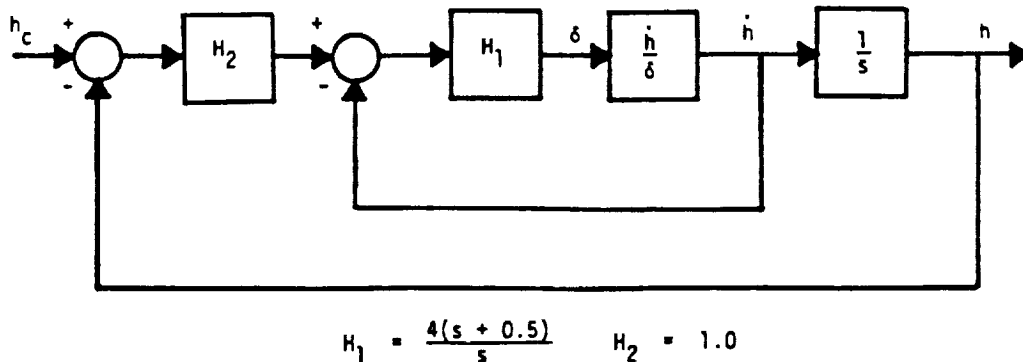 h_c + - H_2 + - H_1 δ ḣ/δ ḣ 1/s h
H_1 = 4(s + 0.5)/s H_2 = 1.0